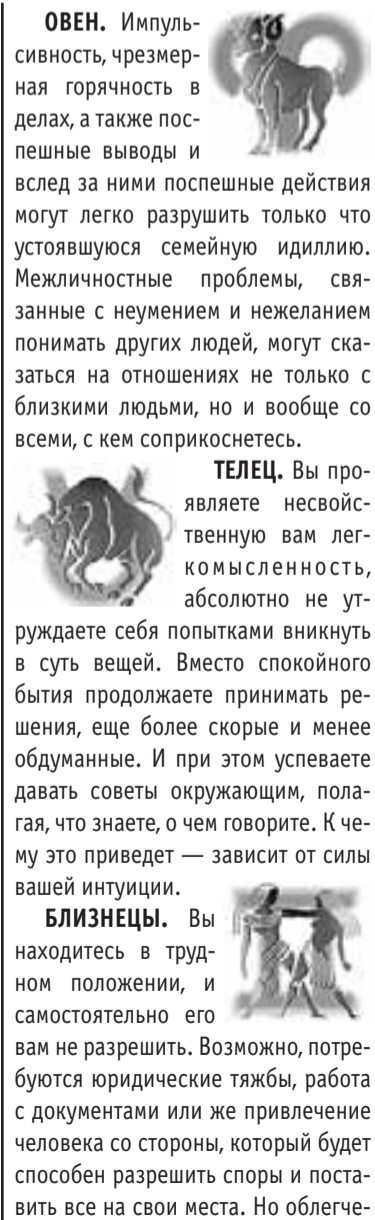 ОВЕН. Импуль-
сивность, чрезмер-
ная горячность в
делах, а также пос-
пешные выводы и
вслед за ними поспешные действия
могут легко разрушить только что
устоявшуюся семейную идиллию.
Межличностные проблемы, свя-
занные с неумением и нежеланием
понимать других людей, могут ска-
заться на отношениях не только с
близкими людьми, но и вообще со
всеми, с кем соприкоснетесь.
ТЕЛЕЦ. Вы про-
являете несвойс-
твенную вам лег-
комысленность,
абсолютно не ут-
руждаете себя попытками вникнуть
в суть вещей. Вместо спокойного
бытия продолжаете принимать ре-
шения, еще более скорые и менее
обдуманные. И при этом успеваете
давать советы окружающим, пола-
гая, что знаете, о чем говорите. К че-
му это приведет — зависит от силы
вашей интуиции.
БЛИЗНЕЦЫ. Вы
находитесь в труд-
ном положении, и
самостоятельно его
вам не разрешить. Возможно, потре-
буются юридические тяжбы, работа
с документами или же привлечение
человека со стороны, который будет
способен разрешить споры и поста-
вить все на свои места. Но облегче-